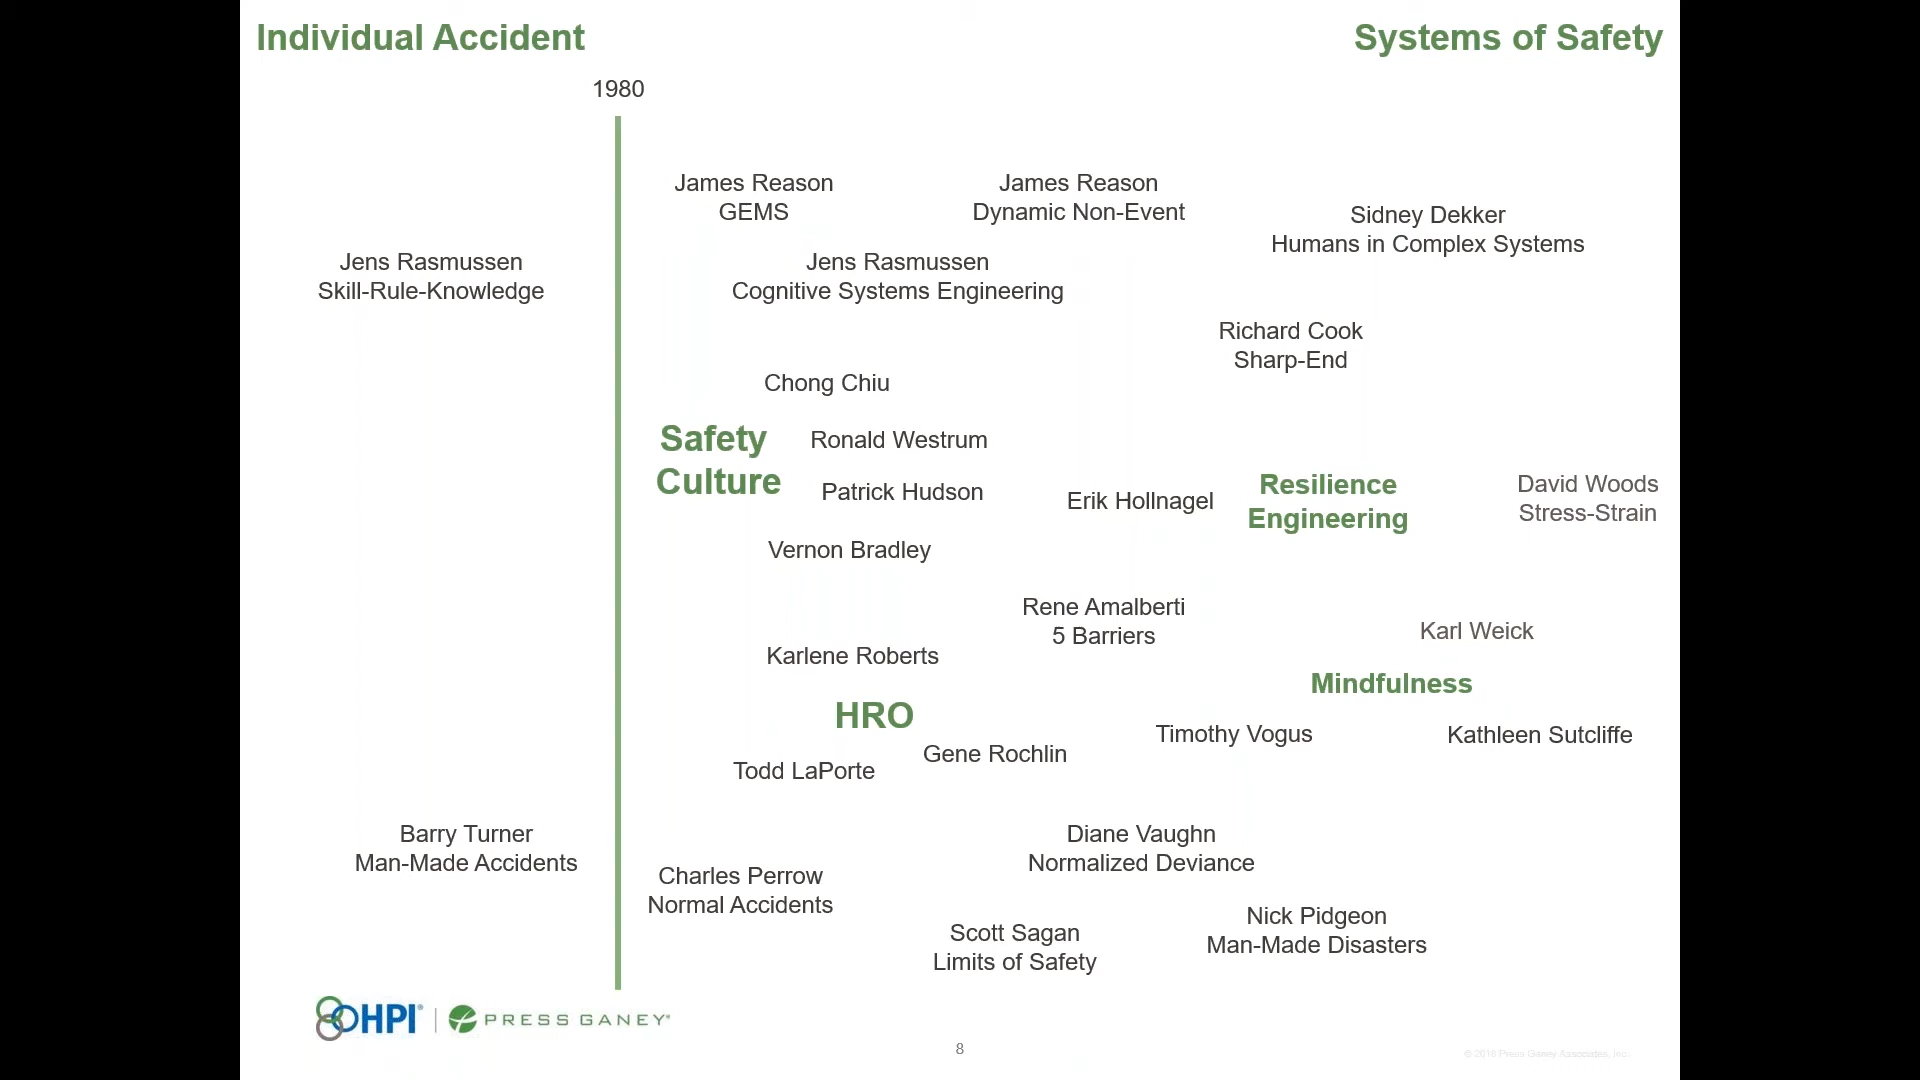 Individual Accident
Systems of Safety
1980
James Reason
GEMS
James Reason
Dynamic Non-Event
Sidney Dekker
Humans in Complex Systems
Jens Rasmussen
Skill-Rule-Knowledge
Jens Rasmussen
Cognitive Systems Engineering
Richard Cook
Sharp-End
Chong Chiu
Safety
Culture
Ronald Westrum
Patrick Hudson
Erik Hollnagel
Resilience
Engineering
David Woods
Stress-Strain
Vernon Bradley
Rene Amalberti
5 Barriers
Karl Weick
Karlene Roberts
Mindfulness
HRO
Timothy Vogus
Kathleen Sutcliffe
Gene Rochlin
Todd LaPorte
Barry Turner
Man-Made Accidents
Diane Vaughn
Normalized Deviance
Charles Perrow
Normal Accidents
Nick Pidgeon
Man-Made Disasters
Scott Sagan
Limits of Safety
HPI® | PRESS GANEY®
8
© 2016 Press Ganey Associates, Inc.